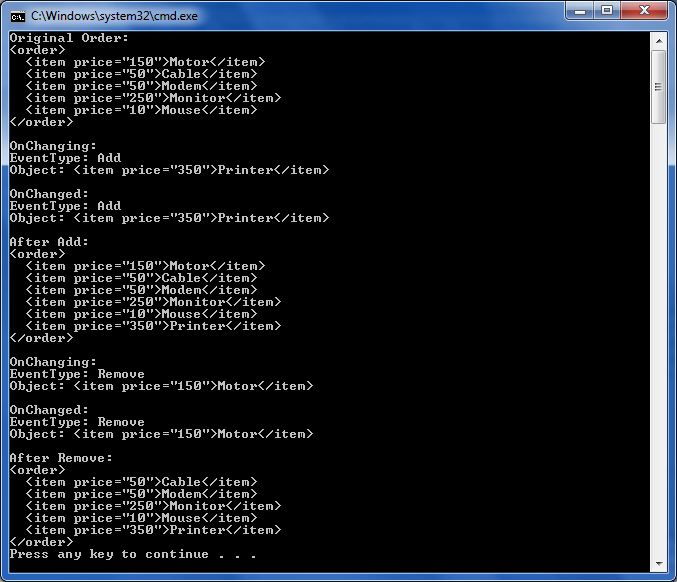 C:\Windows\system32\cmd.exe
Original Order:
<order>
  <item price="150">Motor</item>
  <item price="50">Cable</item>
  <item price="50">Modem</item>
  <item price="250">Monitor</item>
  <item price="10">Mouse</item>
</order>

OnChanging:
EventType: Add
Object: <item price="350">Printer</item>

OnChanged:
EventType: Add
Object: <item price="350">Printer</item>

After Add:
<order>
  <item price="150">Motor</item>
  <item price="50">Cable</item>
  <item price="50">Modem</item>
  <item price="250">Monitor</item>
  <item price="10">Mouse</item>
  <item price="350">Printer</item>
</order>

OnChanging:
EventType: Remove
Object: <item price="150">Motor</item>

OnChanged:
EventType: Remove
Object: <item price="150">Motor</item>

After Remove:
<order>
  <item price="50">Cable</item>
  <item price="50">Modem</item>
  <item price="250">Monitor</item>
  <item price="10">Mouse</item>
  <item price="350">Printer</item>
</order>
Press any key to continue . . .